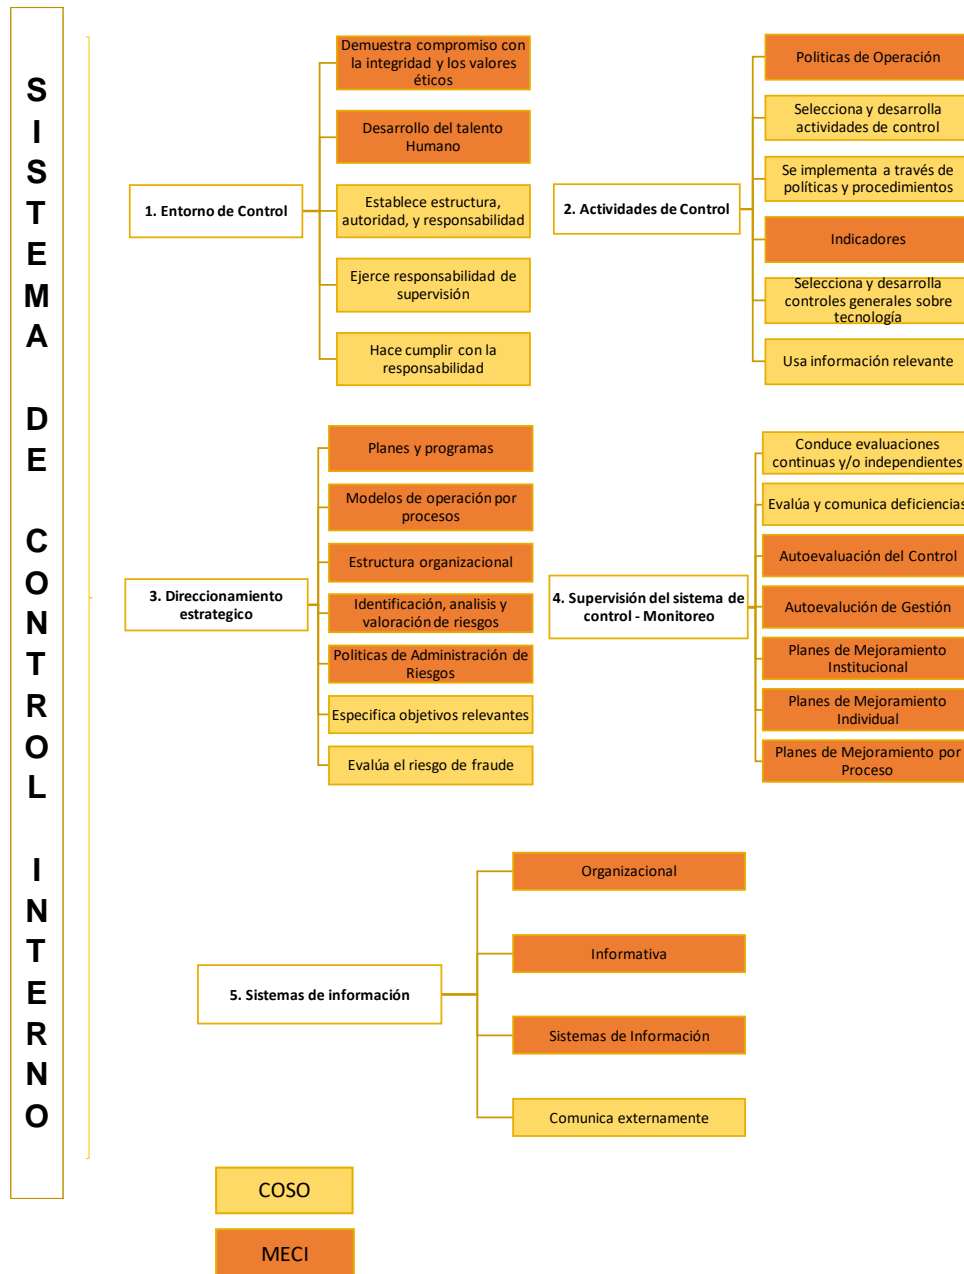 SISTEMA DE CONTROL INTERNO
1. Entorno de Control
Demuestra compromiso con
la integridad y los valores
éticos
Desarrollo del talento
Humano
Establece estructura,
autoridad, y responsabilidad
Ejerce responsabilidad de
supervisión
Hace cumplir con la
responsabilidad
2. Actividades de Control
Politicas de Operación
Selecciona y desarrolla
actividades de control
Se implementa a través de
políticas y procedimientos
Indicadores
Selecciona y desarrolla
controles generales sobre
tecnología
Usa información relevante
3. Direccionamiento
estrategico
Planes y programas
Modelos de operación por
procesos
Estructura organizacional
Identificación, analisis y
valoración de riesgos
Politicas de Administración de
Riesgos
Especifica objetivos relevantes
Evalúa el riesgo de fraude
4. Supervisión del sistema de
control - Monitoreo
Conduce evaluaciones
continuas y/o independientes
Evalúa y comunica deficiencias
Autoevaluación del Control
Autoevalución de Gestión
Planes de Mejoramiento
Institucional
Planes de Mejoramiento
Individual
Planes de Mejoramiento por
Proceso
5. Sistemas de información
Organizacional
Informativa
Sistemas de Información
Comunica externamente
COSO
MECI